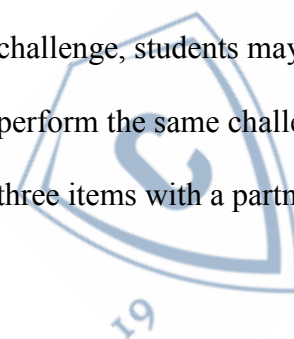 challenge, students may
perform the same challe
three items with a partn
C
19